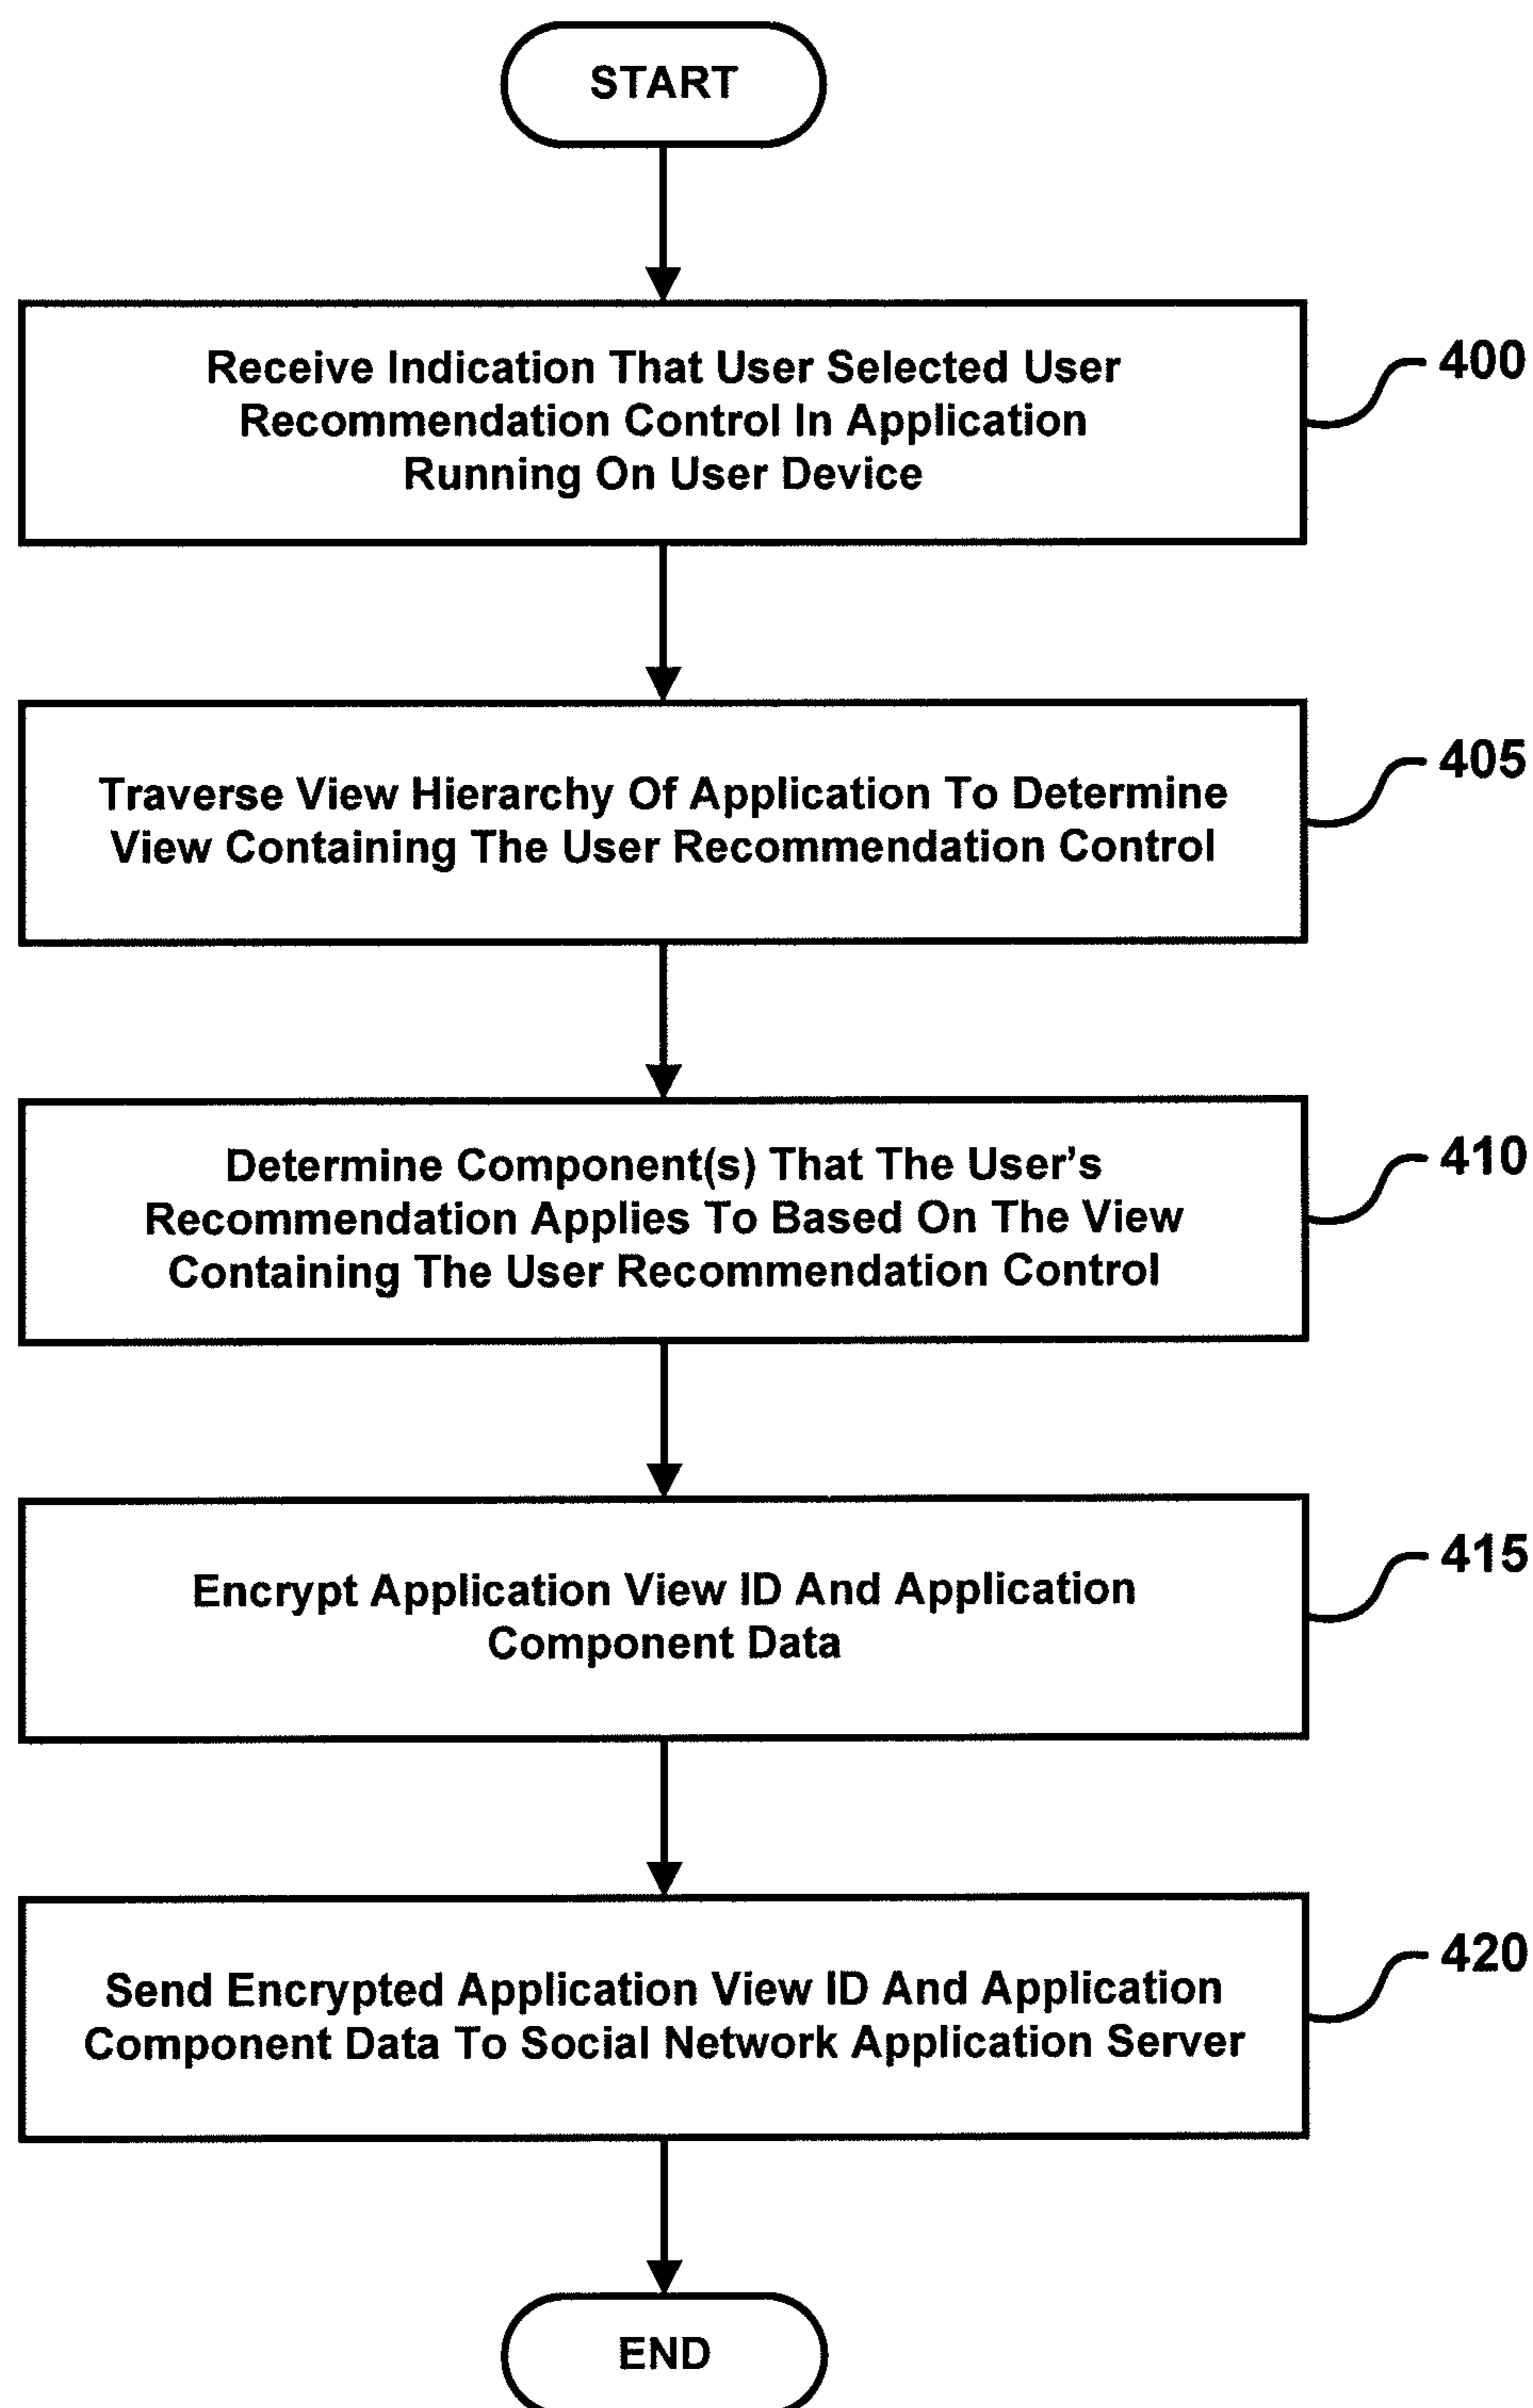 START
Receive Indication That User Selected User
Recommendation Control In Application
Running On User Device
400
Traverse View Hierarchy Of Application To Determine
View Containing The User Recommendation Control
405
Determine Component(s) That The User's
Recommendation Applies To Based On The View
Containing The User Recommendation Control
410
Encrypt Application View ID And Application
Component Data
415
Send Encrypted Application View ID And Application
Component Data To Social Network Application Server
420
END